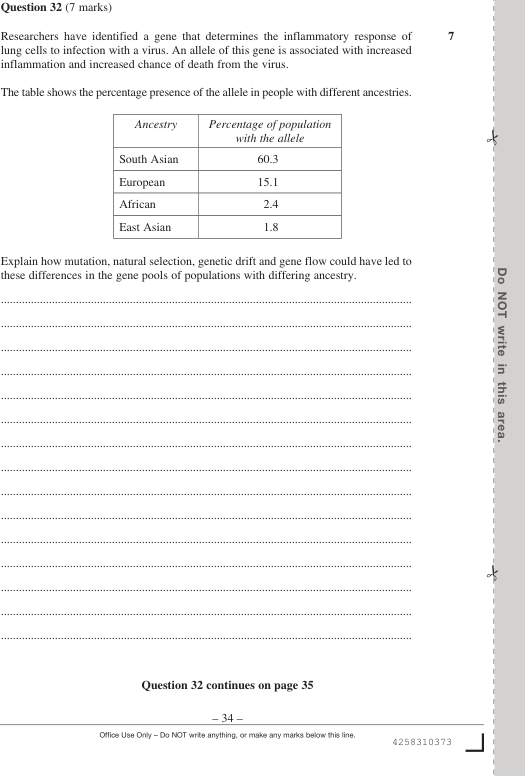 Question 32 (7 marks)
Researchers have identified a gene that determines the inflammatory response of
7
lung cells to infection with a virus. An allele of this gene is associated with increased
inflammation and increased chance of death from the virus.
The table shows the percentage presence of the allele in people with different ancestries.
Ancestry
Percentage of population
with the allele
South Asian
60.3
European
15.1
African
2.4
East Asian
1.8
Explain how mutation, natural selection, genetic drift and gene flow could have led to
these differences in the gene pools of populations with differing ancestry.
Do NOT write in this area.
Question 32 continues on page 35
– 34 –
Office Use Only – Do NOT write anything, or make any marks below this line.
4258310373